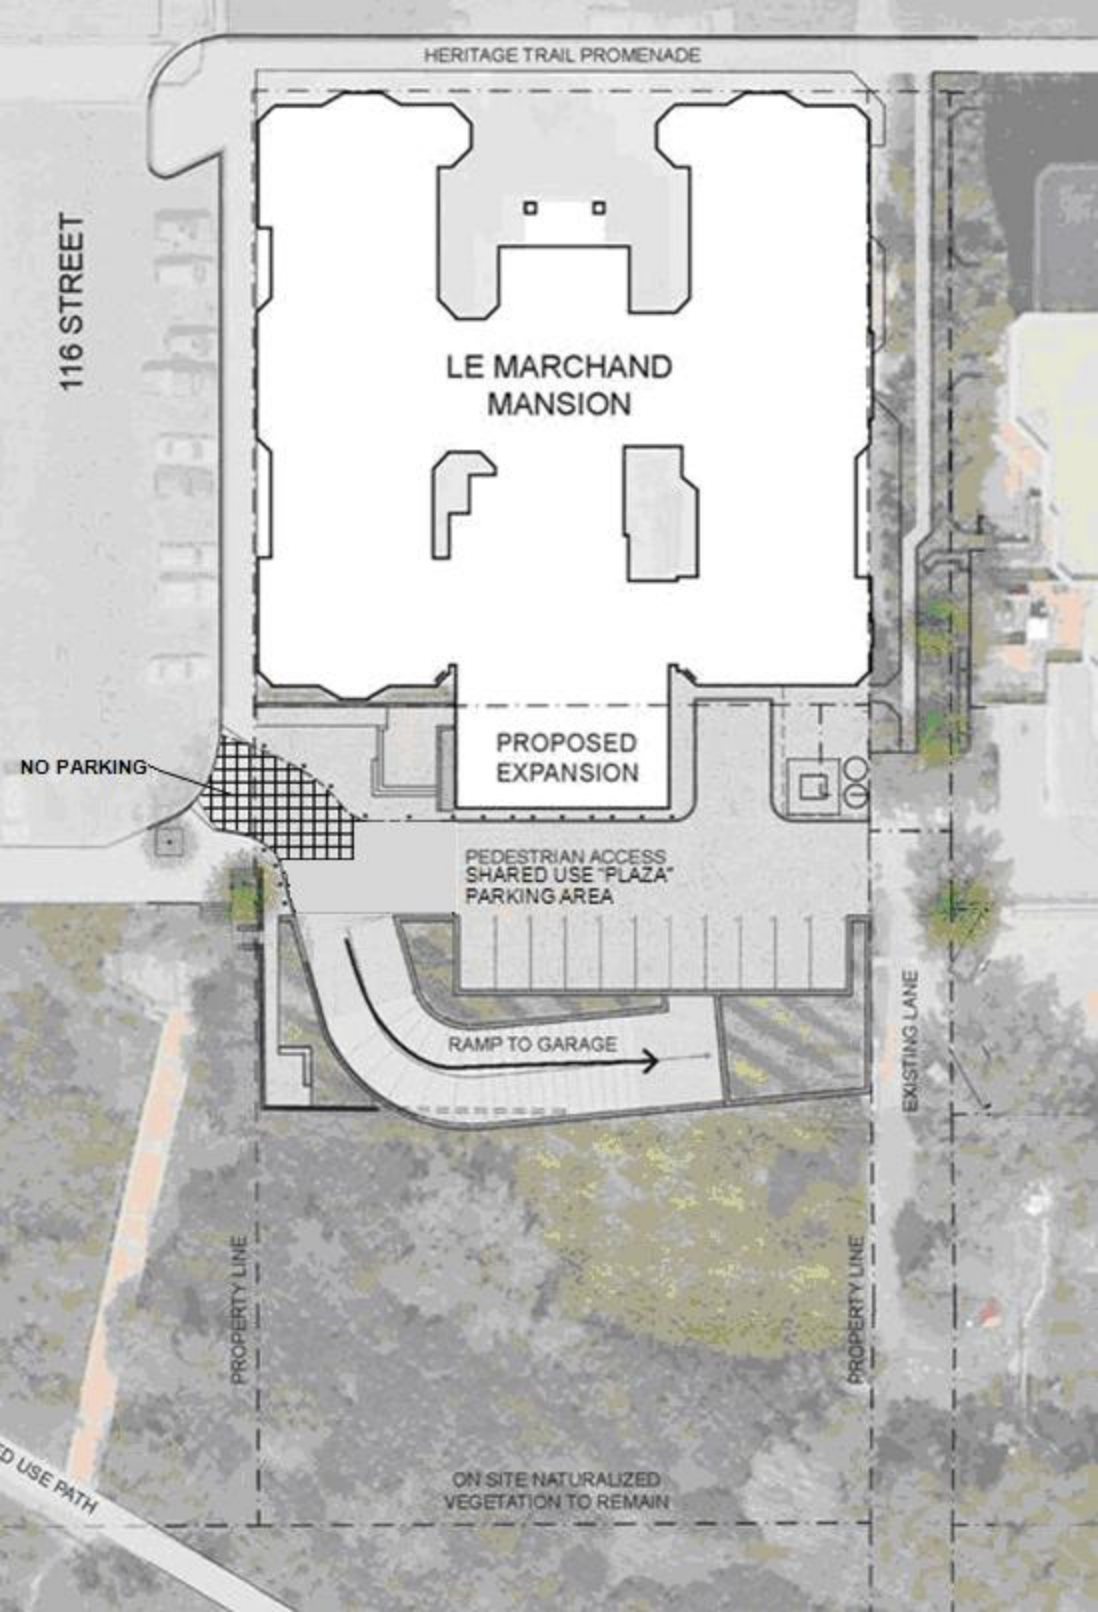 HERITAGE TRAIL PROMENADE
116 STREET
LE MARCHAND
MANSION
NO PARKING
PROPOSED
EXPANSION
PEDESTRIAN ACCESS
SHARED USE "PLAZA"
PARKING AREA
RAMP TO GARAGE
EXISTING LANE
PROPERTY LINE
PROPERTY LINE
ED USE PATH
ON SITE NATURALIZED
VEGETATION TO REMAIN